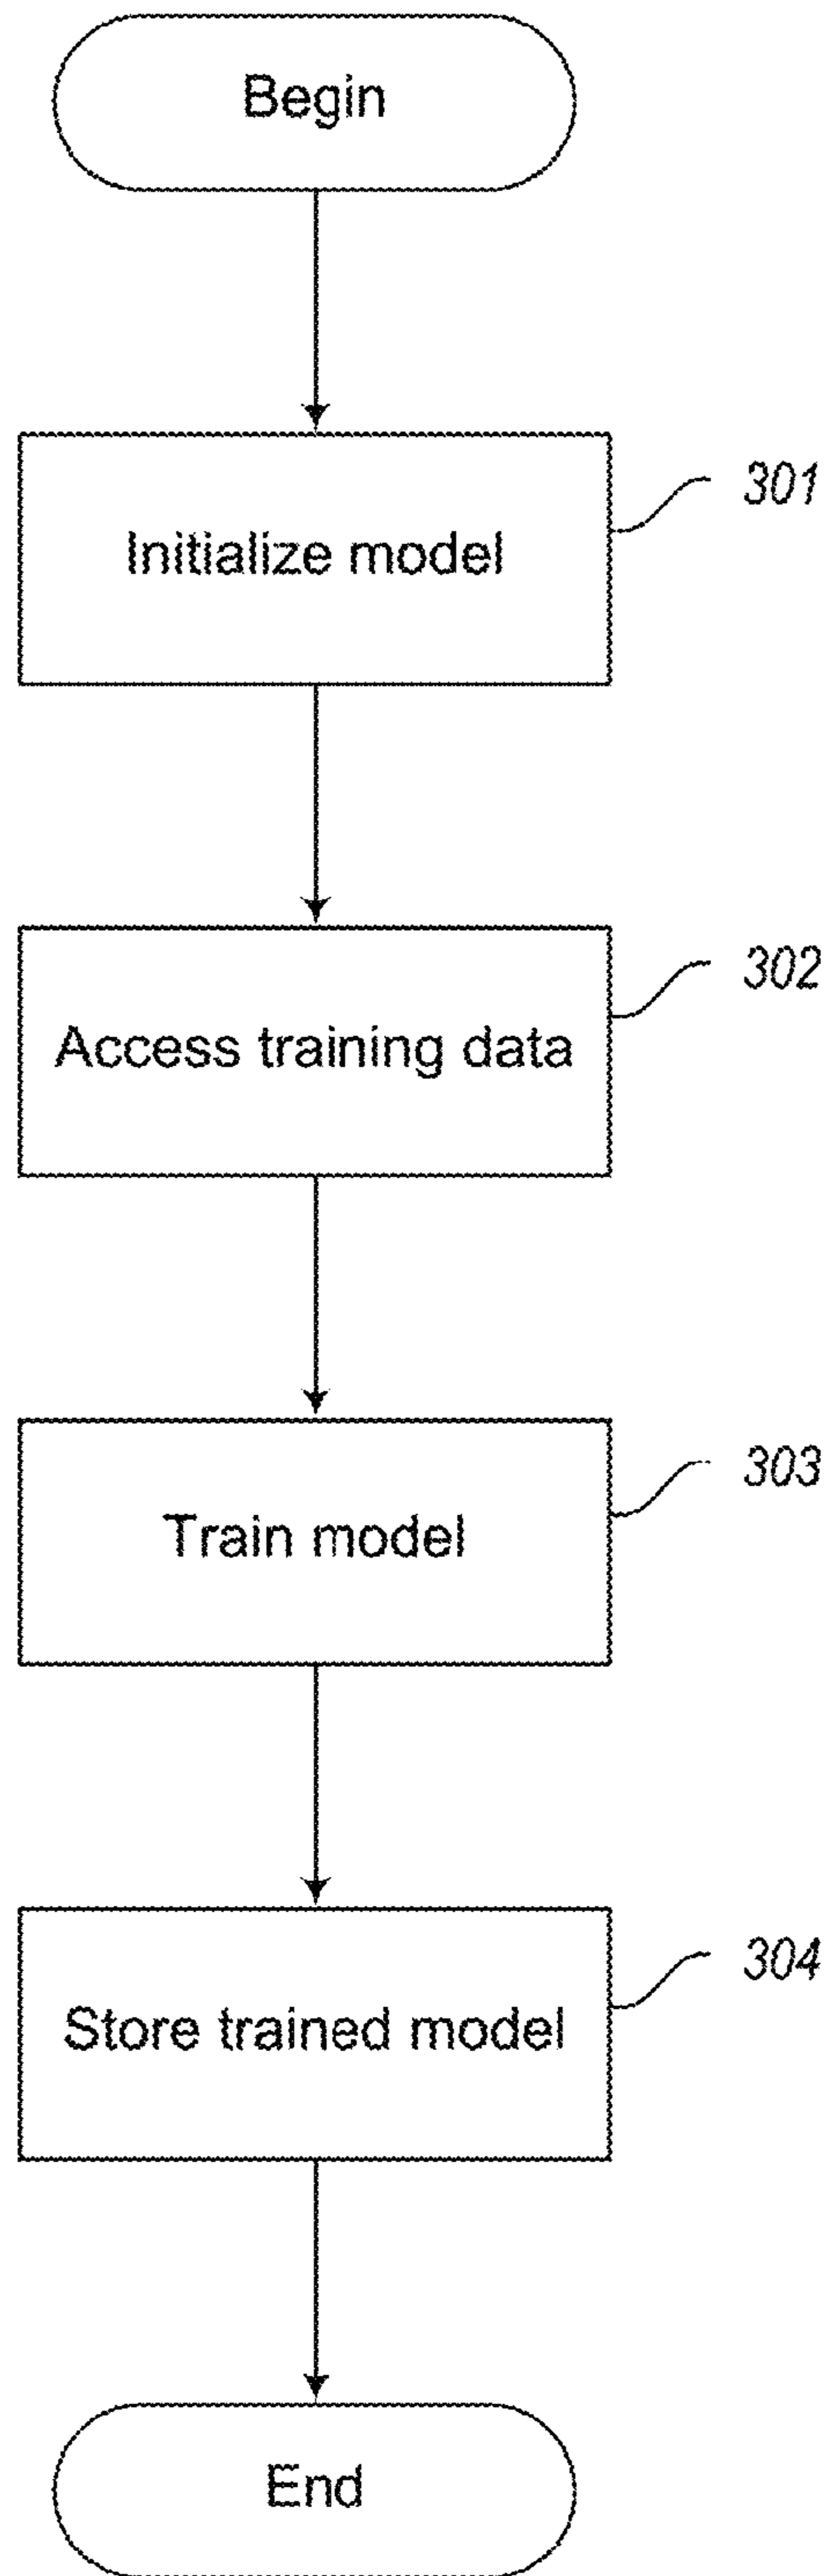 Begin
Initialize model
301
Access training data
302
Train model
303
Store trained model
304
End